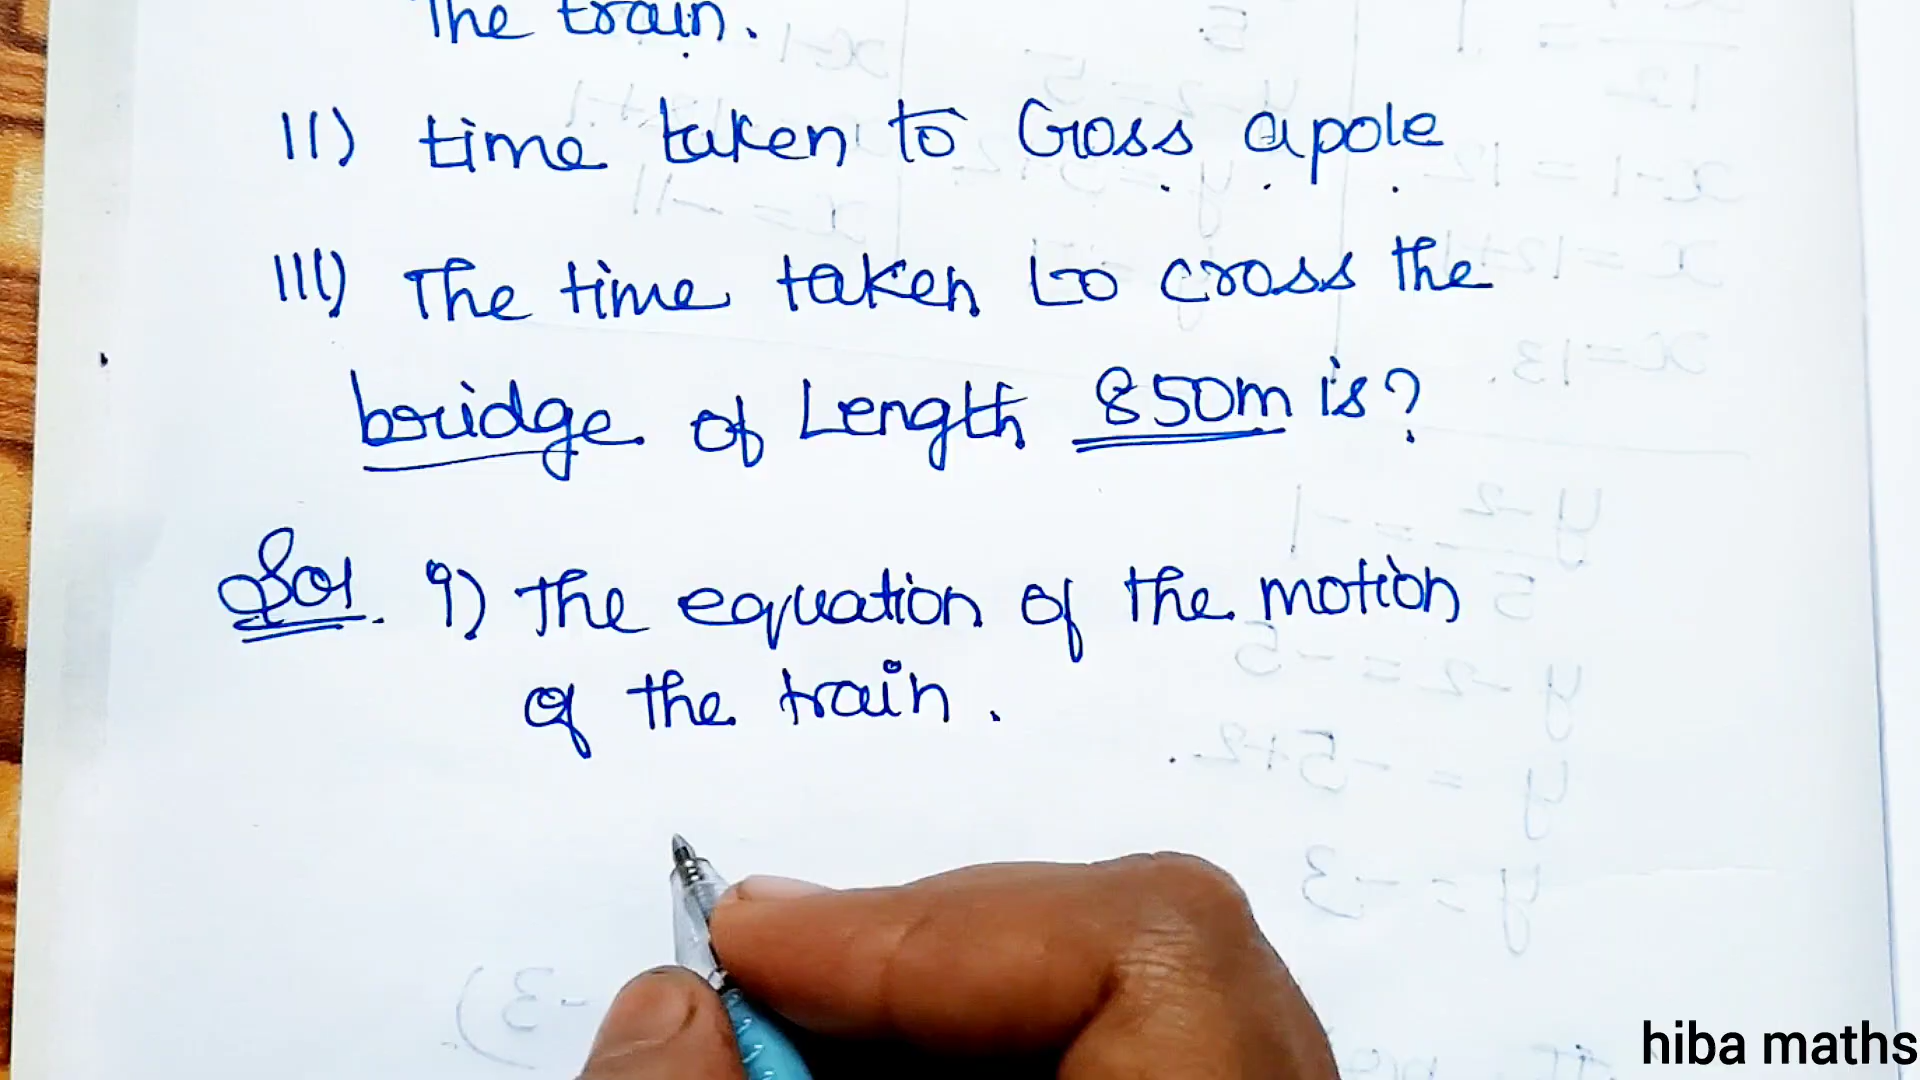 The train.
II) time taken to Cross a pole
III) The time taken to cross the
bridge of Length 850m is?
Sol. i) The equation of the motion
of the train.
hiba maths